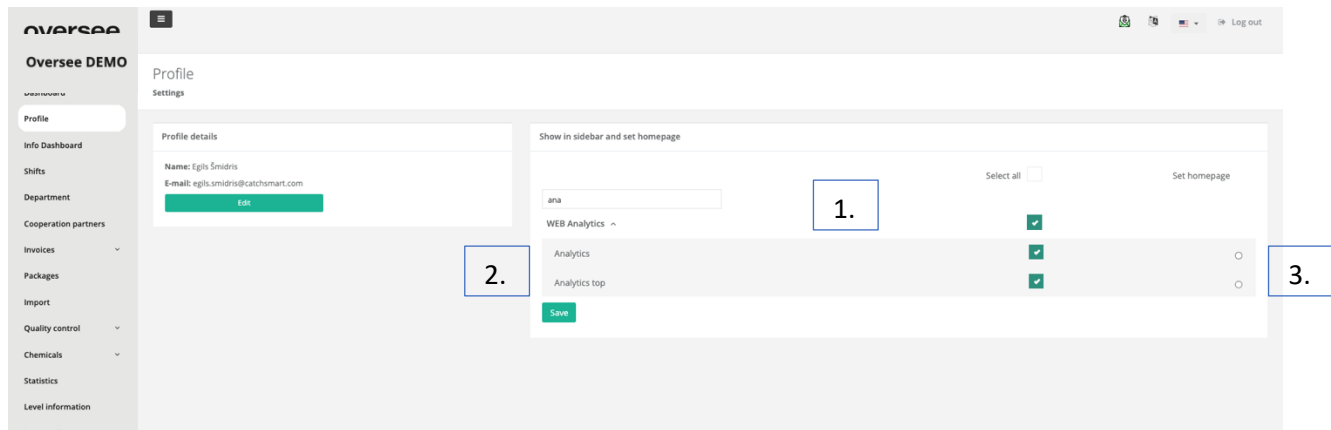 oversee
Oversee DEMO
Dashboard
Profile
Info Dashboard
Shifts
Department
Cooperation partners
Invoices
Packages
Import
Quality control
Chemicals
Statistics
Level information
Log out
Profile
Settings
Profile details
Name: Egils Šmidris
E-mail: egils.smidris@catchsmart.com
Edit
Show in sidebar and set homepage
Select all Set homepage
ana
1.
WEB Analytics
2.
Analytics
Analytics top
3.
Save